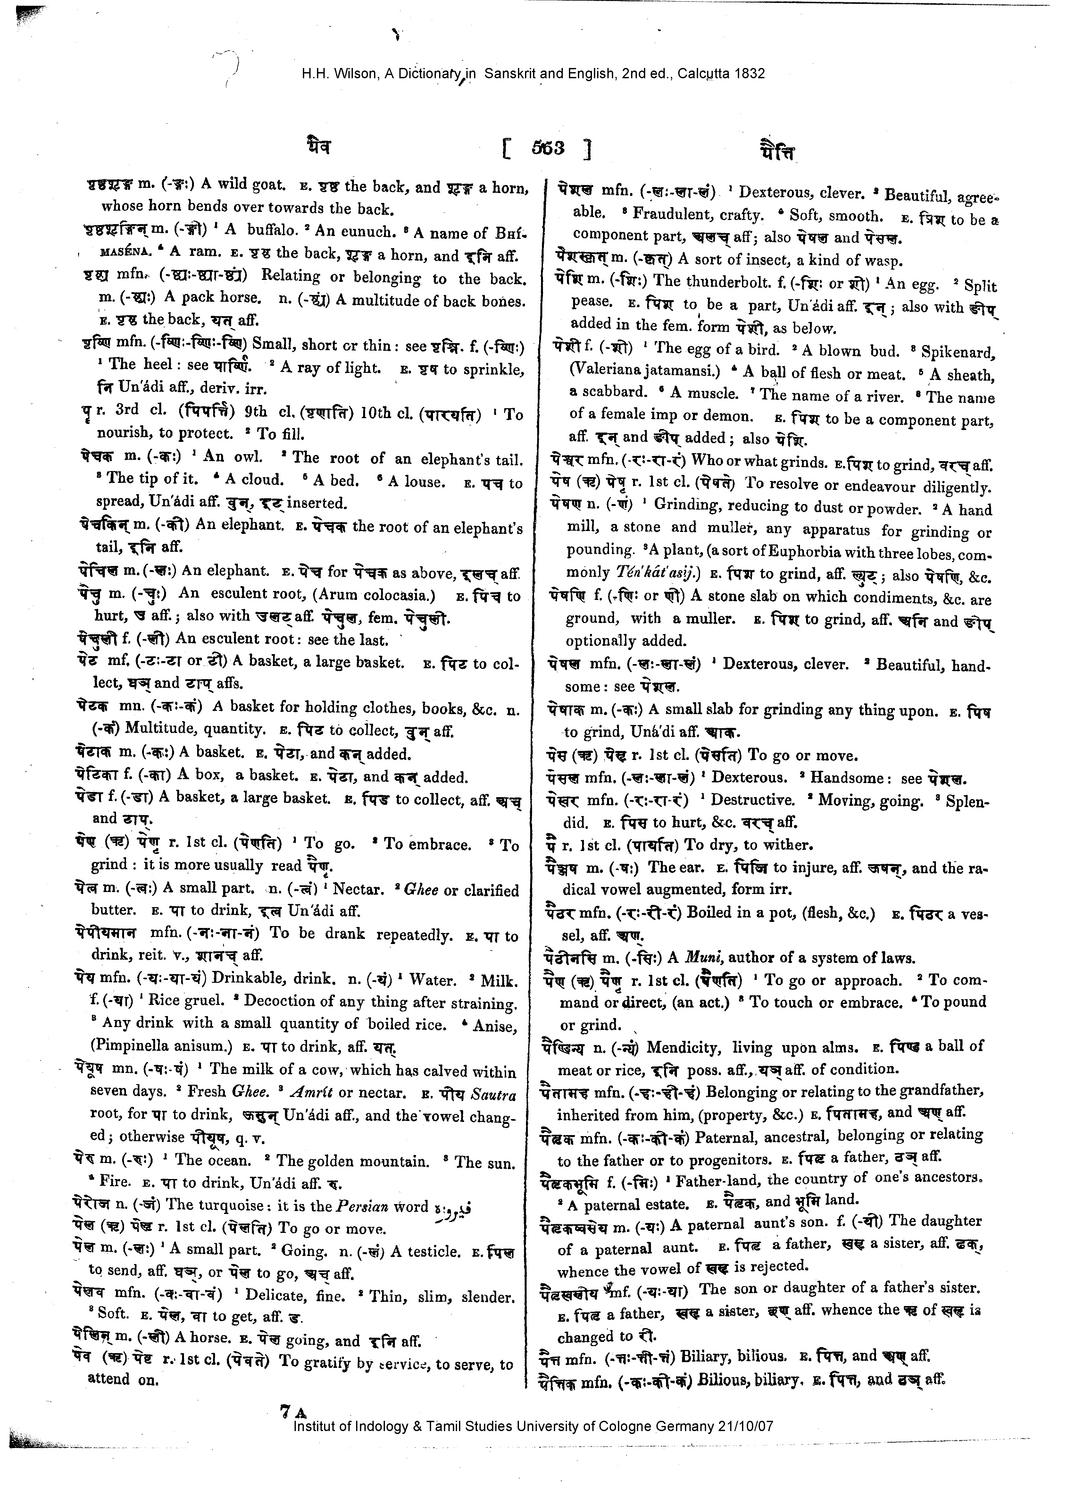 H.H. Wilson, A Dictionary in Sanskrit and English, 2nd ed., Calcutta 1832
पेव [ 563 ] पैत्ति
पृष्ठशृङ्ग m. (-ङ्गः) A wild goat. E. पृष्ठ the back, and शृङ्ग a horn,
whose horn bends over towards the back.
पृष्ठशृङ्गिन् m. (-ङ्गी) ¹ A buffalo. ² An eunuch. ³ A name of BHÍ-
MASÉNA. ⁴ A ram. E. पृष्ठ the back, शृङ्ग a horn, and इनि aff.
पृष्ठ्य mfn. (-ष्ठ्यः-ष्ठ्या-ष्ठ्यं) Relating or belonging to the back.
m. (-ष्ठ्यः) A pack horse. n. (-ष्ठ्यं) A multitude of back bones.
E. पृष्ठ the back, यत् aff.
पृष्णि mfn. (-ष्णिः-ष्णिः-ष्णि) Small, short or thin : see पृश्नि. f. (-ष्णिः)
¹ The heel : see पार्ष्णि. ² A ray of light. E. पृष to sprinkle,
नि Un'ádi aff., deriv. irr.
पॄ r. 3rd cl. (पिपर्त्ति) 9th cl. (पृणाति) 10th cl. (पारयति) ¹ To
nourish, to protect. ² To fill.
पेचक m. (-कः) ¹ An owl. ² The root of an elephant's tail.
³ The tip of it. ⁴ A cloud. ⁵ A bed. ⁶ A louse. E. पच to
spread, Un'ádi aff. वुन्, इट् inserted.
पेचकिन् m. (-की) An elephant. E. पेचक the root of an elephant's
tail, इनि aff.
पेचिल m. (-लः) An elephant. E. पेच for पेचक as above, इलच् aff.
पेचु m. (-चुः) An esculent root, (Arum colocasia.) E. पिच to
hurt, उ aff. ; also with उलट् aff. पेचुल, fem. पेचुली.
पेचुली f. (-ली) An esculent root : see the last.
पेट mf. (-टः-टा or टी) A basket, a large basket. E. पिट to col-
lect, घञ् and टाप् affs.
पेटक mn. (-कः-कं) A basket for holding clothes, books, &c. n.
(-कं) Multitude, quantity. E. पिट to collect, वुन् aff.
पेटाक m. (-कः) A basket. E. पेटा, and कन् added.
पेटिका f. (-का) A box, a basket. E. पेटा, and कन् added.
पेडा f. (-डा) A basket, a large basket. E. पिड to collect, aff. अच्
and टाप्.
पेण (ऋ) पेणृ r. 1st cl. (पेणति) ¹ To go. ² To embrace. ³ To
grind : it is more usually read पैण.
पेत्व m. (-त्वः) A small part. n. (-त्वं) ¹ Nectar. ² Ghee or clarified
butter. E. पा to drink, इत्व Un'ádi aff.
पेपीयमान mfn. (-नः-ना-नं) To be drank repeatedly. E. पा to
drink, reit. v., शानच् aff.
पेय mfn. (-यः-या-यं) Drinkable, drink. n. (-यं) ¹ Water. ² Milk.
f. (-या) ¹ Rice gruel. ² Decoction of any thing after straining.
³ Any drink with a small quantity of boiled rice. ⁴ Anise,
(Pimpinella anisum.) E. पा to drink, aff. यत्.
पेयूष mn. (-षः-षं) ¹ The milk of a cow, which has calved within
seven days. ² Fresh Ghee. ³ Amrit or nectar. E. पीय Sautra
root, for पा to drink, ऊषन् Un'ádi aff., and the vowel chang-
ed ; otherwise पीयूष, q. v.
पेरु m. (-रुः) ¹ The ocean. ² The golden mountain. ³ The sun.
⁴ Fire. E. पा to drink, Un'ádi aff. रु.
पेरोज n. (-जं) The turquoise : it is the Persian word فيروزه
पेल (ऋ) पेलृ r. 1st cl. (पेलति) To go or move.
पेल m. (-लः) ¹ A small part. ² Going. n. (-लं) A testicle. E. पिल
to send, aff. घञ्, or पेल to go, अच् aff.
पेलव mfn. (-वः-वा-वं) ¹ Delicate, fine. ² Thin, slim, slender.
³ Soft. E. पेल, वा to get, aff. ड.
पेलिन् m. (-ली) A horse. E. पेल going, and इनि aff.
पेव (ऋ) पेवृ r. 1st cl. (पेवते) To gratify by service, to serve, to
attend on.
पेशल mfn. (-लः-ला-लं) ¹ Dexterous, clever. ² Beautiful, agree-
able. ³ Fraudulent, crafty. ⁴ Soft, smooth. E. पिश to be a
component part, अलच् aff ; also पेषल and पेसल.
पेशस्कृत् m. (-कृत्) A sort of insect, a kind of wasp.
पेशि m. (-शिः) The thunderbolt. f. (-शिः or शी) ¹ An egg. ² Split
pease. E. पिश to be a part, Un'ádi aff. इन् ; also with ङीप्
added in the fem. form पेशी, as below.
पेशी f. (-शी) ¹ The egg of a bird. ² A blown bud. ³ Spikenard,
(Valeriana jatamansi.) ⁴ A ball of flesh or meat. ⁵ A sheath,
a scabbard. ⁶ A muscle. ⁷ The name of a river. ⁸ The name
of a female imp or demon. E. पिश to be a component part,
aff. इन् and ङीप् added ; also पेशि.
पेश्वर mfn. (-रः-रा-रं) Who or what grinds. E. पिश to grind, वरच् aff.
पेष (ऋ) पेषृ r. 1st cl. (पेषते) To resolve or endeavour diligently.
पेषण n. (-णं) ¹ Grinding, reducing to dust or powder. ² A hand
mill, a stone and muller, any apparatus for grinding or
pounding. ³ A plant, (a sort of Euphorbia with three lobes, com-
monly Tén'kát'asij.) E. पिश to grind, aff. ल्युट् ; also पेषणि, &c.
पेषणि f. (-णिः or णी) A stone slab on which condiments, &c. are
ground, with a muller. E. पिश to grind, aff. अनि and ङीप्
optionally added.
पेषल mfn. (-लः-ला-लं) ¹ Dexterous, clever. ² Beautiful, hand-
some : see पेशल.
पेषाक m. (-कः) A small slab for grinding any thing upon. E. पिष
to grind, Uná'di aff. आक.
पेस (ऋ) पेसृ r. 1st cl. (पेसति) To go or move.
पेसल mfn. (-लः-ला-लं) ¹ Dexterous. ² Handsome : see पेशल.
पेस्वर mfn. (-रः-रा-रं) ¹ Destructive. ² Moving, going. ³ Splen-
did. E. पिस to hurt, &c. वरच् aff.
पै r. 1st cl. (पायति) To dry, to wither.
पैञ्जूष m. (-षः) The ear. E. पिजि to injure, aff. ऊषन्, and the ra-
dical vowel augmented, form irr.
पैठर mfn. (-रः-री-रं) Boiled in a pot, (flesh, &c.) E. पिठर a ves-
sel, aff. अण्.
पैठीनसि m. (-सिः) A Muni, author of a system of laws.
पैण (ऋ) पैणृ r. 1st cl. (पैणति) ¹ To go or approach. ² To com-
mand or direct, (an act.) ³ To touch or embrace. ⁴ To pound
or grind.
पैण्डिन्य n. (-न्यं) Mendicity, living upon alms. E. पिण्ड a ball of
meat or rice, इनि poss. aff., यञ् aff. of condition.
पैतामह mfn. (-हः-ही-हं) Belonging or relating to the grandfather,
inherited from him, (property, &c.) E. पितामह, and अण् aff.
पैतृक mfn. (-कः-की-कं) Paternal, ancestral, belonging or relating
to the father or to progenitors. E. पितृ a father, ठञ् aff.
पैतृकभूमि f. (-मिः) ¹ Father-land, the country of one's ancestors.
² A paternal estate. E. पैतृक, and भूमि land.
पैतृष्वसेय m. (-यः) A paternal aunt's son. f. (-यी) The daughter
of a paternal aunt. E. पितृ a father, स्वसृ a sister, aff. ढक्,
whence the vowel of स्वसृ is rejected.
पैतृष्वस्रीय mf. (-यः-या) The son or daughter of a father's sister.
E. पितृ a father, स्वसृ a sister, छण् aff. whence the ऋ of स्वसृ is
changed to री.
पैत्त mfn. (-त्तः-त्ती-त्तं) Biliary, bilious. E. पित्त, and अण् aff.
पैत्तिक mfn. (-कः-की-कं) Bilious, biliary. E. पित्त, and ठञ् aff.
7 A
Institut of Indology & Tamil Studies University of Cologne Germany 21/10/07